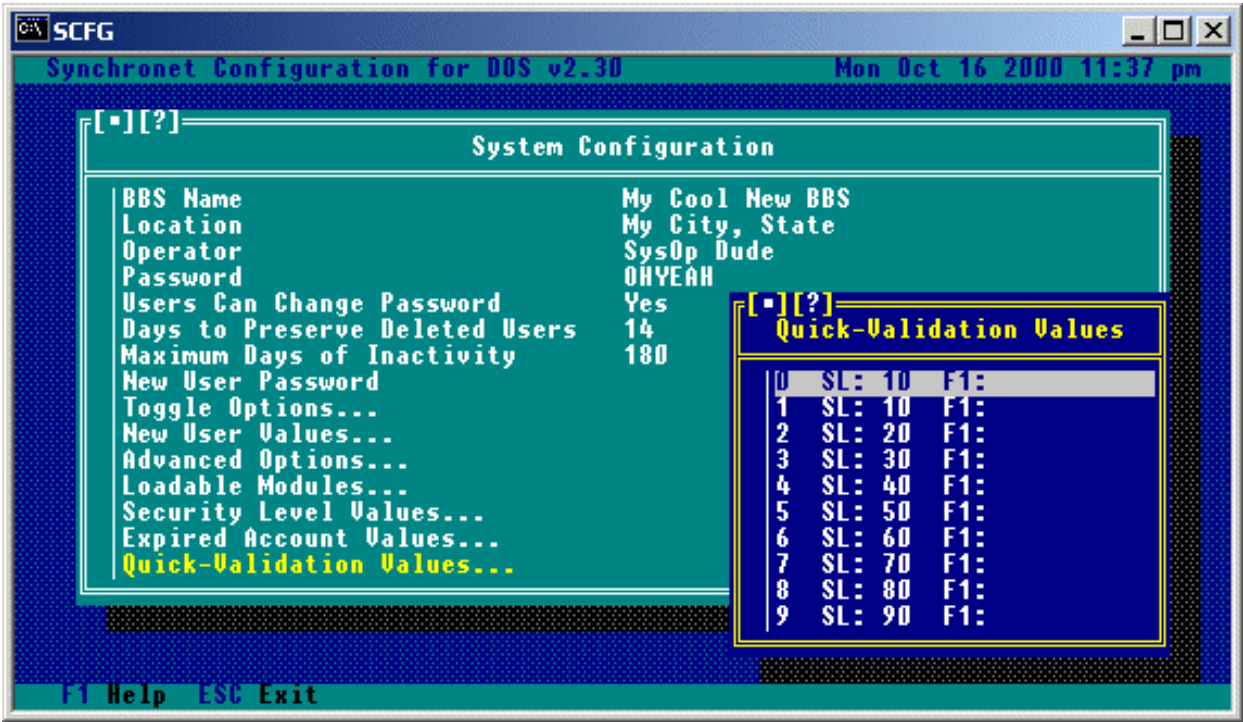 SCFG
Synchronet Configuration for DOS v2.30 Mon Oct 16 2000 11:37 pm
[▪][?]
System Configuration
BBS Name My Cool New BBS
Location My City, State
Operator SysOp Dude
Password OHYEAH
Users Can Change Password Yes
Days to Preserve Deleted Users 14
Maximum Days of Inactivity 180
New User Password
Toggle Options...
New User Values...
Advanced Options...
Loadable Modules...
Security Level Values...
Expired Account Values...
Quick-Validation Values...
[▪][?]
Quick-Validation Values
0 SL: 10 F1:
1 SL: 10 F1:
2 SL: 20 F1:
3 SL: 30 F1:
4 SL: 40 F1:
5 SL: 50 F1:
6 SL: 60 F1:
7 SL: 70 F1:
8 SL: 80 F1:
9 SL: 90 F1:
F1 Help ESC Exit